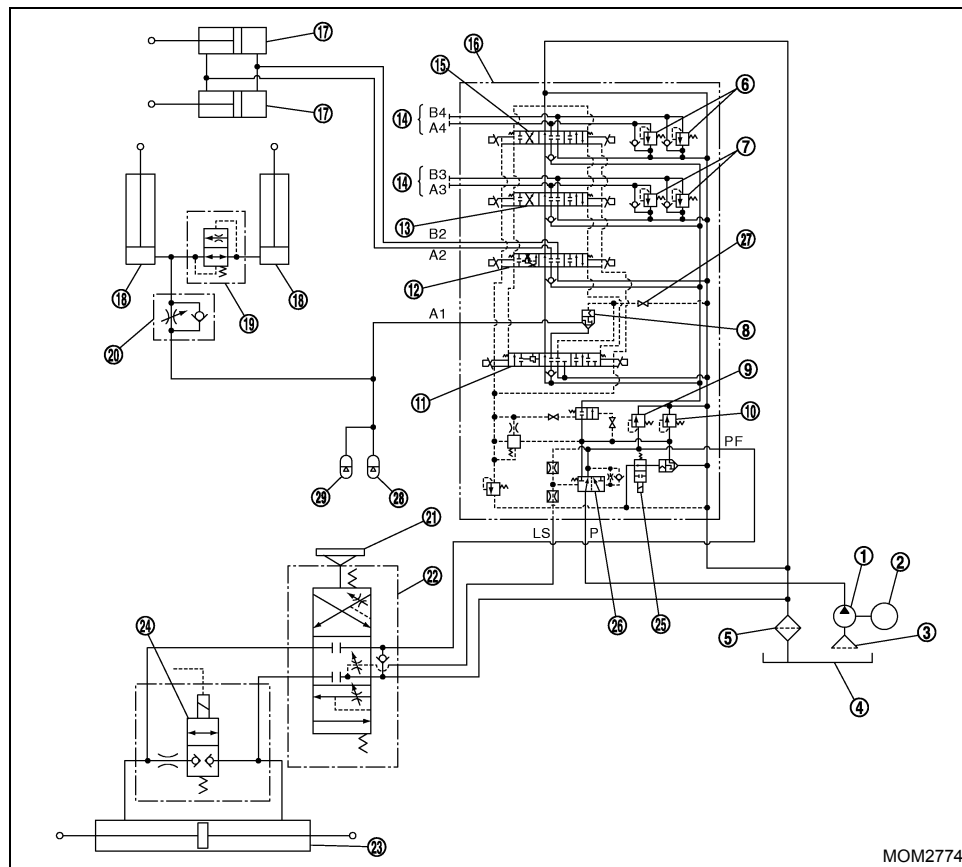 ⑰
⑯
⑮
⑥
⑭
B4
A4
⑰
⑦
⑭
B3
A3
⑬
B2
㉗
A2
⑫
⑱
⑲
⑱
⑧
A1
⑳
⑪
⑨
⑩
PF
㉙
㉘
LS
P
㉑
㉒
①
②
㉔
㉖
㉕
⑤
③
④
㉓
MOM2774